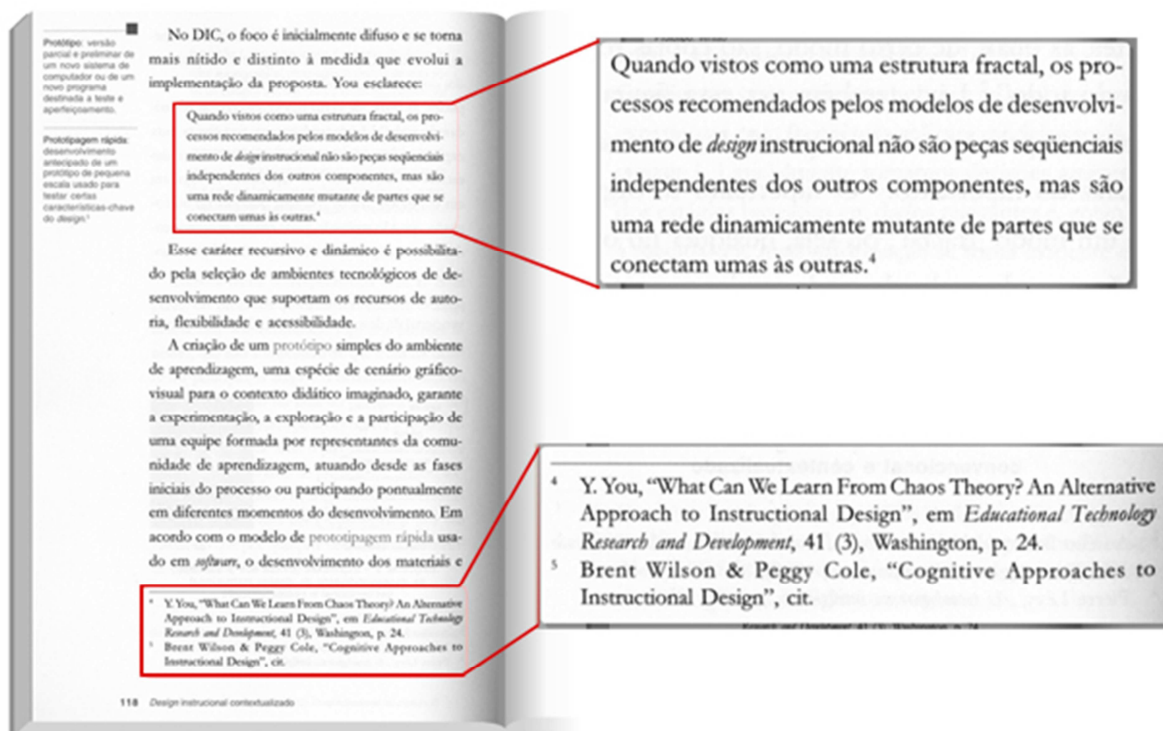 Protótipo: versão
parcial e preliminar de
um novo sistema de
computador ou de um
novo programa
destinada a teste e
aperfeiçoamento.
Prototipagem rápida:
desenvolvimento
antecipado de um
protótipo de pequena
escala usado para
testar certas
características-chave
do design.⁵
No DIC, o foco é inicialmente difuso e se torna
mais nítido e distinto à medida que evolui a
implementação da proposta. You esclarece:
Quando vistos como uma estrutura fractal, os pro-
cessos recomendados pelos modelos de desenvolvi-
mento de design instrucional não são peças seqüenciais
independentes dos outros componentes, mas são
uma rede dinamicamente mutante de partes que se
conectam umas às outras.⁴
Esse caráter recursivo e dinâmico é possibilita-
do pela seleção de ambientes tecnológicos de de-
senvolvimento que suportam os recursos de auto-
ria, flexibilidade e acessibilidade.
A criação de um protótipo simples do ambiente
de aprendizagem, uma espécie de cenário gráfico-
visual para o contexto didático imaginado, garante
a experimentação, a exploração e a participação de
uma equipe formada por representantes da comu-
nidade de aprendizagem, atuando desde as fases
iniciais do processo ou participando pontualmente
em diferentes momentos do desenvolvimento. Em
acordo com o modelo de prototipagem rápida usa-
do em software, o desenvolvimento dos materiais e
⁴ Y. You, “What Can We Learn From Chaos Theory? An Alternative
Approach to Instructional Design”, em Educational Technology
Research and Development, 41 (3), Washington, p. 24.
⁵ Brent Wilson & Peggy Cole, “Cognitive Approaches to
Instructional Design”, cit.
118 Design instrucional contextualizado
Quando vistos como uma estrutura fractal, os pro-
cessos recomendados pelos modelos de desenvolvi-
mento de design instrucional não são peças seqüenciais
independentes dos outros componentes, mas são
uma rede dinamicamente mutante de partes que se
conectam umas às outras.⁴
⁴ Y. You, “What Can We Learn From Chaos Theory? An Alternative
Approach to Instructional Design”, em Educational Technology
Research and Development, 41 (3), Washington, p. 24.
⁵ Brent Wilson & Peggy Cole, “Cognitive Approaches to
Instructional Design”, cit.